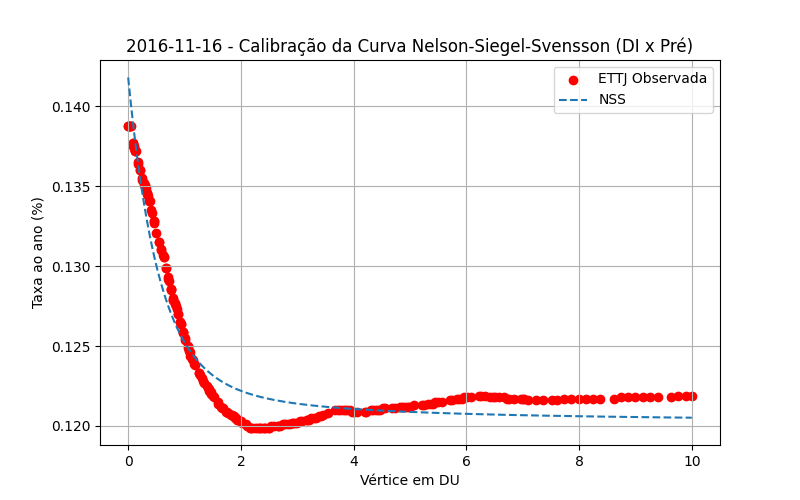 2016-11-16 - Calibração da Curva Nelson-Siegel-Svensson (DI x Pré)
ETTJ Observada
NSS
Taxa ao ano (%)
0.140
0.135
0.130
0.125
0.120
0 2 4 6 8 10
Vértice em DU